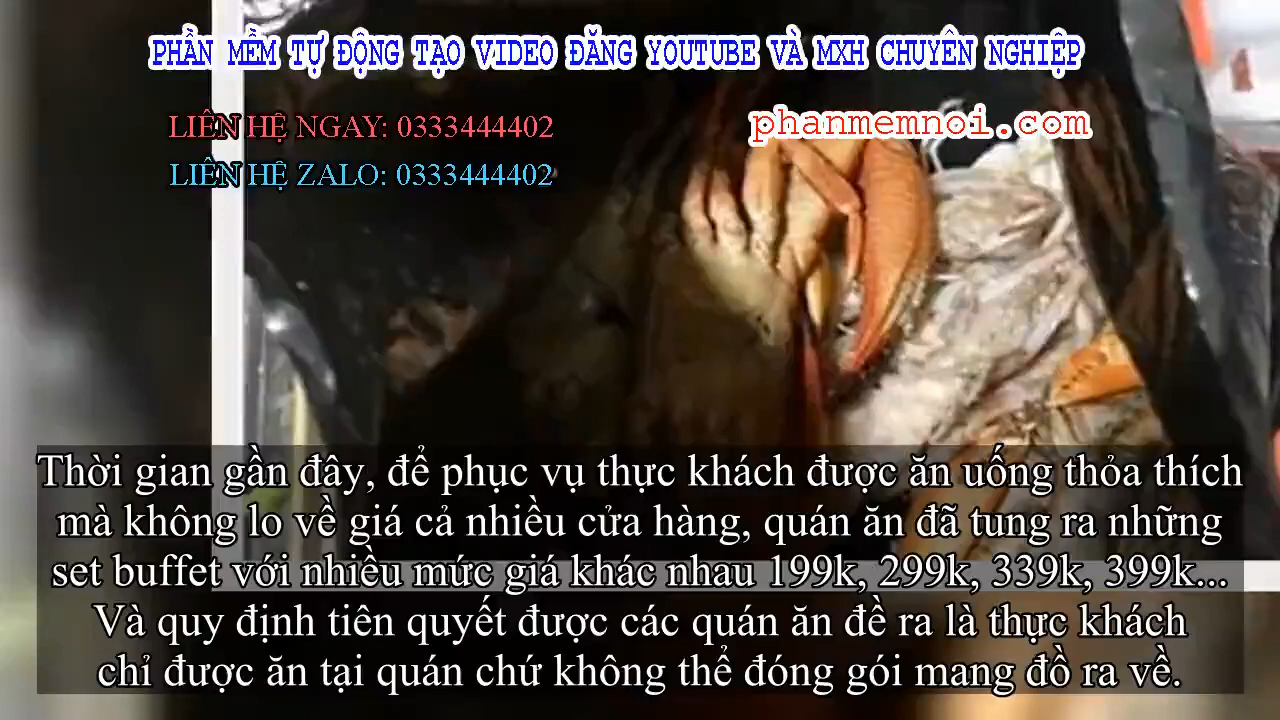 PHẦN MỀM TỰ ĐỘNG TẠO VIDEO ĐĂNG YOUTUBE VÀ MXH CHUYÊN NGHIỆP
LIÊN HỆ NGAY: 0333444402
phanmemnoi.com
LIÊN HỆ ZALO: 0333444402
Thời gian gần đây, để phục vụ thực khách được ăn uống thỏa thích
mà không lo về giá cả nhiều cửa hàng, quán ăn đã tung ra những
set buffet với nhiều mức giá khác nhau 199k, 299k, 339k, 399k...
Và quy định tiên quyết được các quán ăn đề ra là thực khách
chỉ được ăn tại quán chứ không thể đóng gói mang đồ ra về.